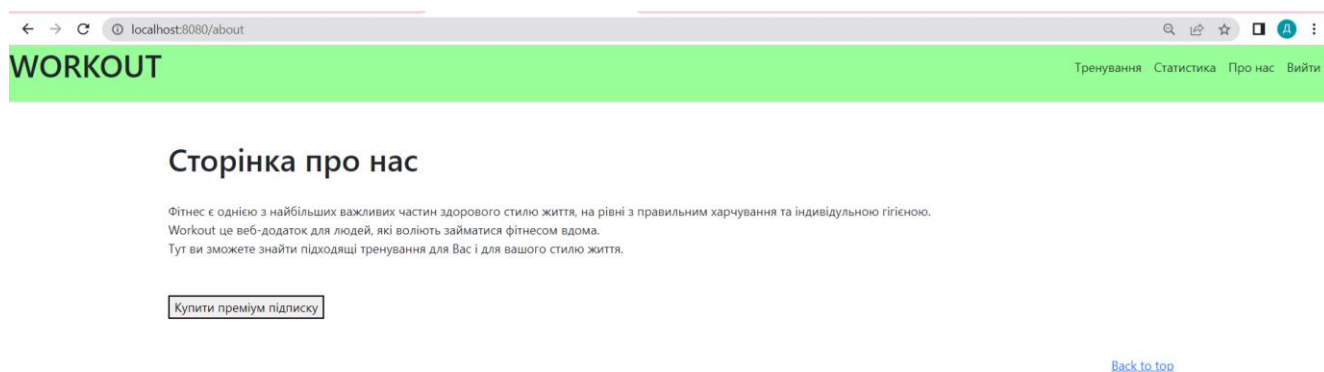 localhost:8080/about
Д
WORKOUT
Тренування Статистика Про нас Вийти
Сторінка про нас
Фітнес є однією з найбільших важливих частин здорового стилю життя, на рівні з правильним харчування та індивідульною гігієною.
Workout це веб-додаток для людей, які воліють займатися фітнесом вдома.
Тут ви зможете знайти підходящі тренування для Вас і для вашого стилю життя.
Купити преміум підписку
Back to top